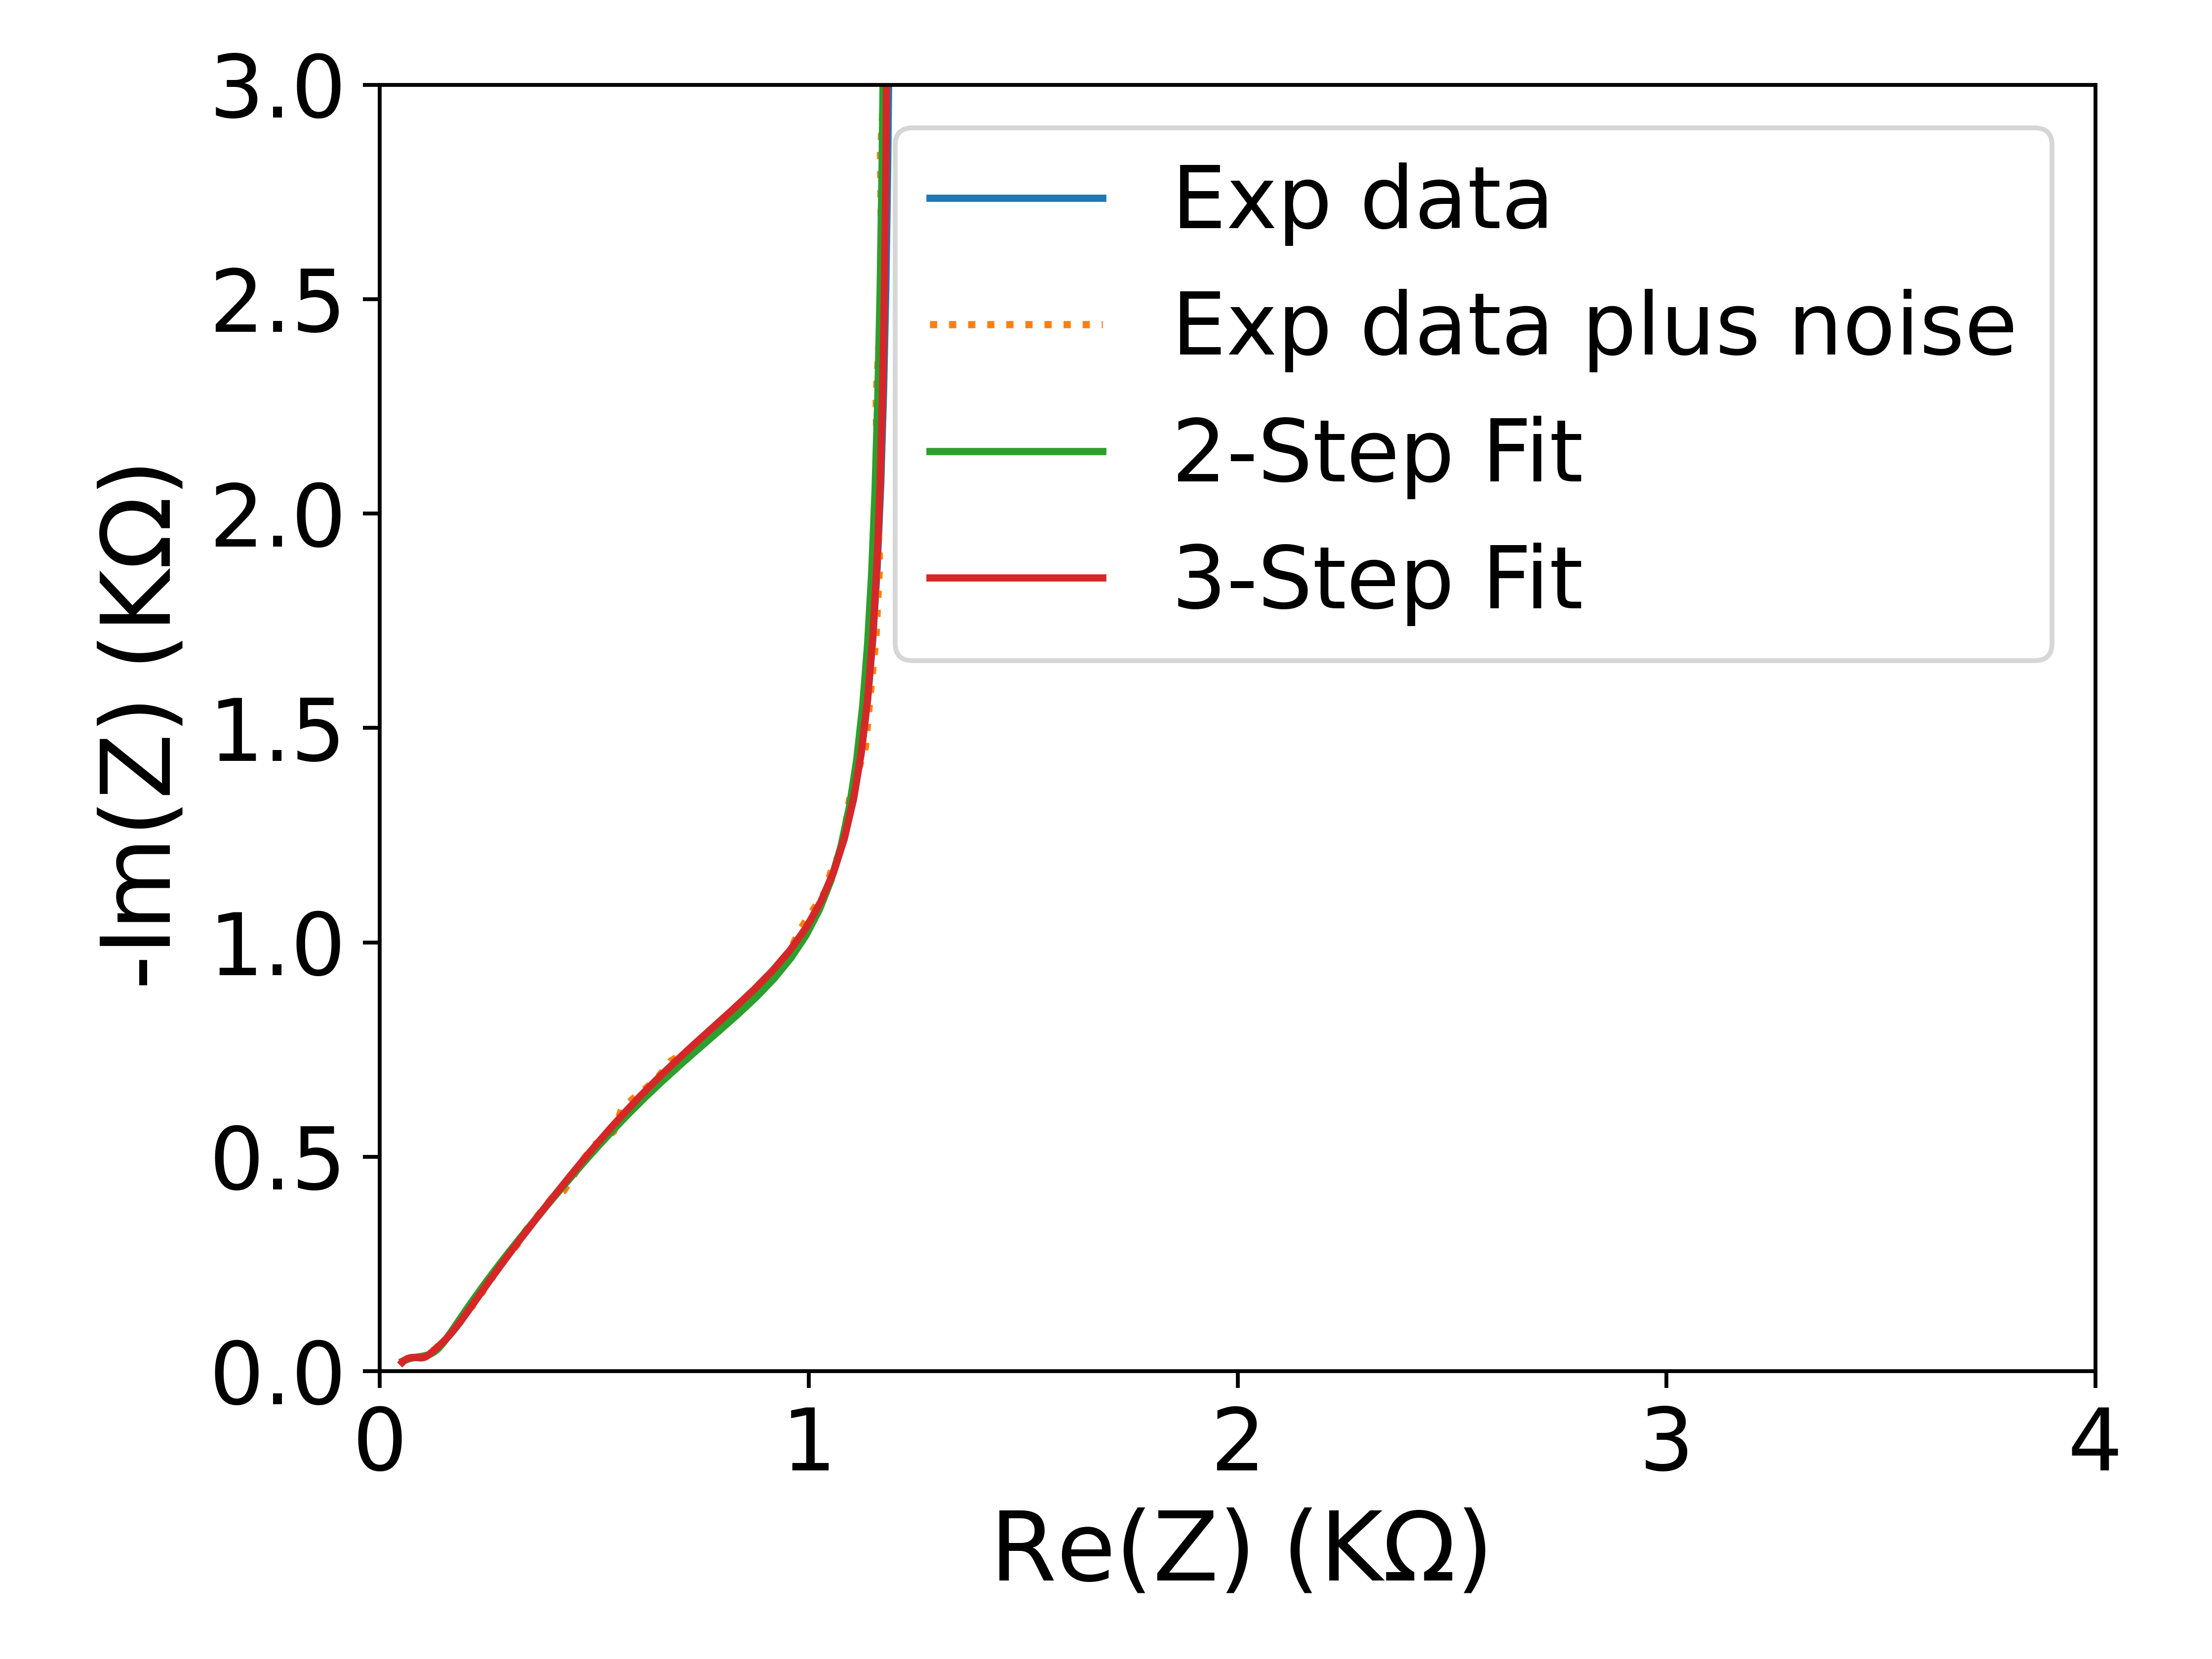 3.0
2.5
2.0
1.5
1.0
0.5
0.0
-Im(Z) (KΩ)
Exp data
Exp data plus noise
2-Step Fit
3-Step Fit
0 1 2 3 4
Re(Z) (KΩ)